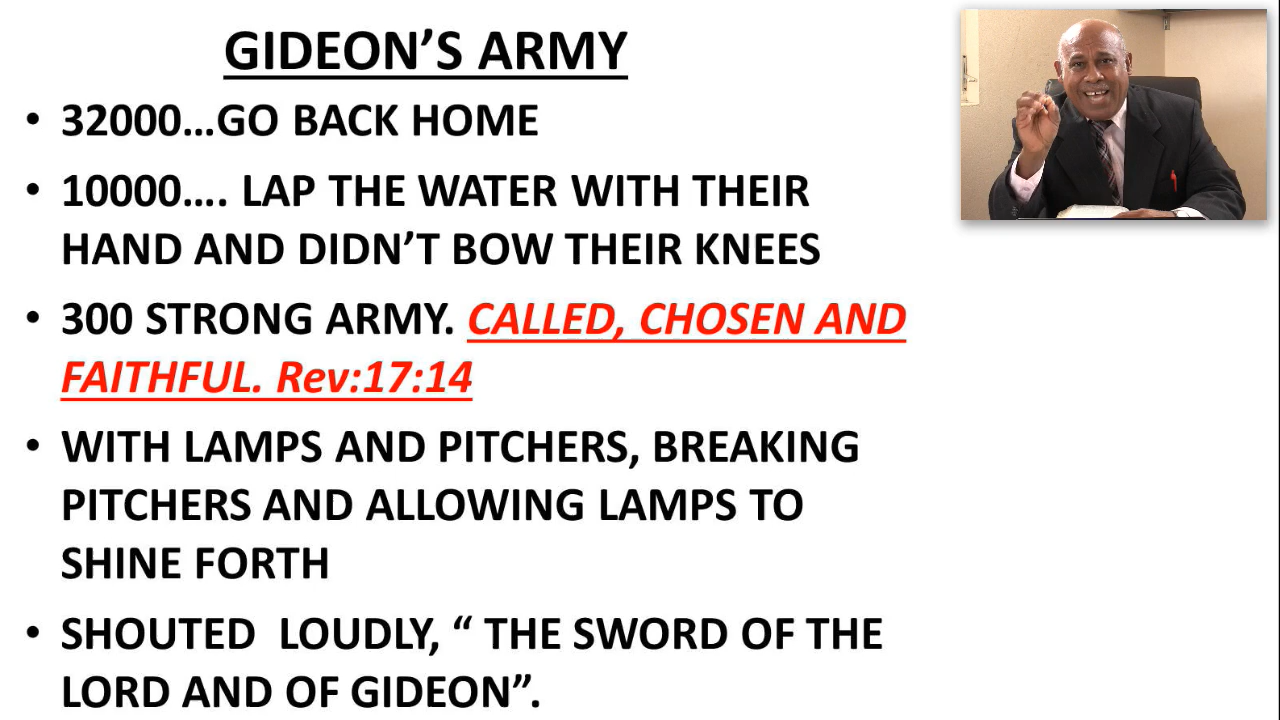 GIDEON’S ARMY
• 32000...GO BACK HOME
• 10000.... LAP THE WATER WITH THEIR
HAND AND DIDN’T BOW THEIR KNEES
• 300 STRONG ARMY. CALLED, CHOSEN AND
FAITHFUL. Rev:17:14
• WITH LAMPS AND PITCHERS, BREAKING
PITCHERS AND ALLOWING LAMPS TO
SHINE FORTH
• SHOUTED  LOUDLY, “ THE SWORD OF THE
LORD AND OF GIDEON”.